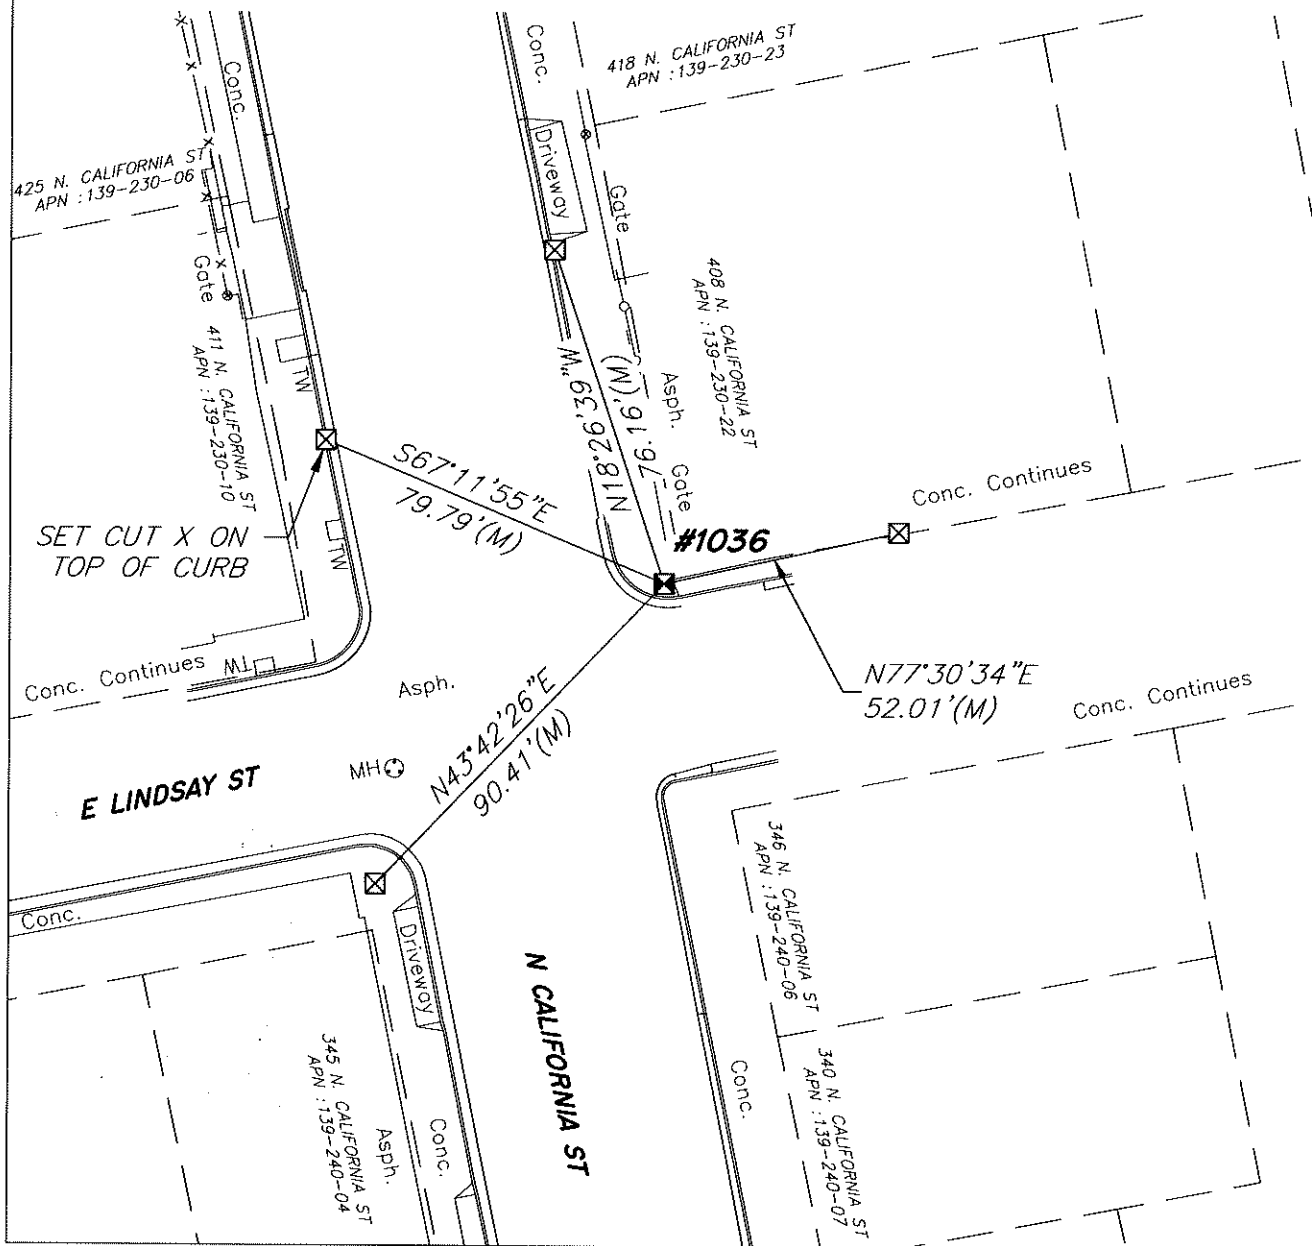 418 N. CALIFORNIA ST
APN : 139-230-23
Conc.
Conc.
Driveway
Gate
425 N. CALIFORNIA ST
APN : 139-230-06
Gate
411 N. CALIFORNIA ST
APN : 139-230-10
TW
408 N. CALIFORNIA ST
APN : 139-230-22
Asph.
Gate
N18°26'39"W
76.16'(M)
S67°11'55"E
79.79'(M)
SET CUT X ON
TOP OF CURB
TW
#1036
Conc. Continues
N77°30'34"E
52.01'(M)
Conc. Continues
TW
Asph.
Conc. Continues
N43°42'26"E
90.41'(M)
MH
E LINDSAY ST
346 N. CALIFORNIA ST
APN : 139-240-06
Conc.
Driveway
N CALIFORNIA ST
345 N. CALIFORNIA ST
APN : 139-240-04
Asph.
Conc.
Conc.
340 N. CALIFORNIA ST
APN : 139-240-07